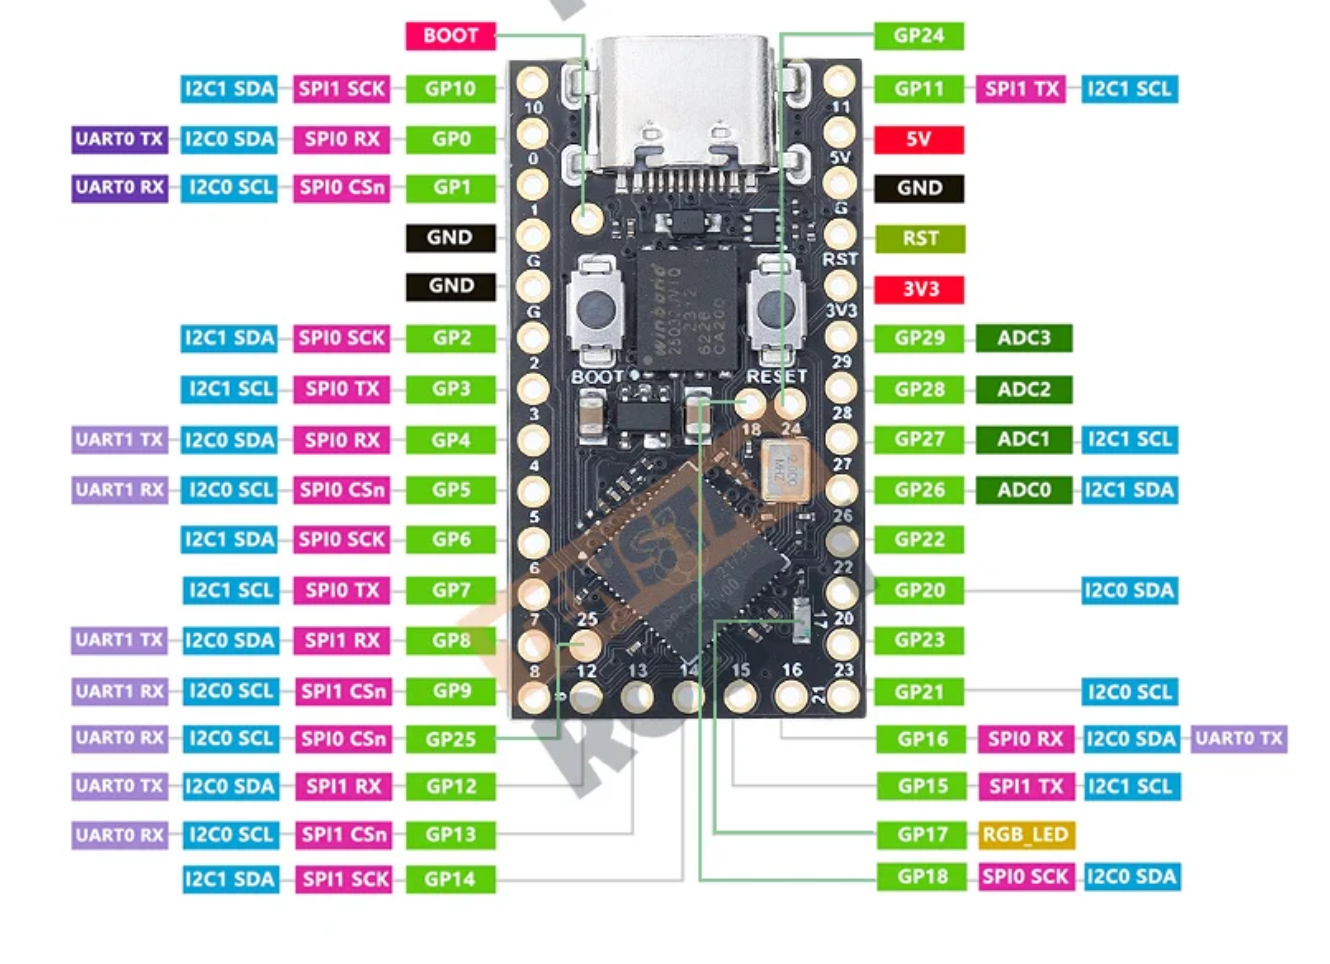 BOOT GP24
I2C1 SDA SPI1 SCK GP10 10 11 GP11 SPI1 TX I2C1 SCL
UART0 TX I2C0 SDA SPI0 RX GP0 0 5V 5V
UART0 RX I2C0 SCL SPI0 CSn GP1 1 G GND
GND G RST RST
GND G 3V3 3V3
I2C1 SDA SPI0 SCK GP2 2 29 GP29 ADC3
winbond
2312
6226
BOOT RESET
I2C1 SCL SPI0 TX GP3 3 28 GP28 ADC2
18 24
UART1 TX I2C0 SDA SPI0 RX GP4 4 27 GP27 ADC1 I2C1 SCL
MHZ
UART1 RX I2C0 SCL SPI0 CSn GP5 5 26 GP26 ADC0 I2C1 SDA
I2C1 SDA SPI0 SCK GP6 6 22 GP22
I2C1 SCL SPI0 TX GP7 7 20 GP20 I2C0 SDA
25 17
UART1 TX I2C0 SDA SPI1 RX GP8 8 23 GP23
12 13 14 15 16
UART1 RX I2C0 SCL SPI1 CSn GP9 9 21 GP21 I2C0 SCL
UART0 RX I2C0 SCL SPI0 CSn GP25 GP16 SPI0 RX I2C0 SDA UART0 TX
UART0 TX I2C0 SDA SPI1 RX GP12 GP15 SPI1 TX I2C1 SCL
UART0 RX I2C0 SCL SPI1 CSn GP13 GP17 RGB_LED
I2C1 SDA SPI1 SCK GP14 GP18 SPI0 SCK I2C0 SDA